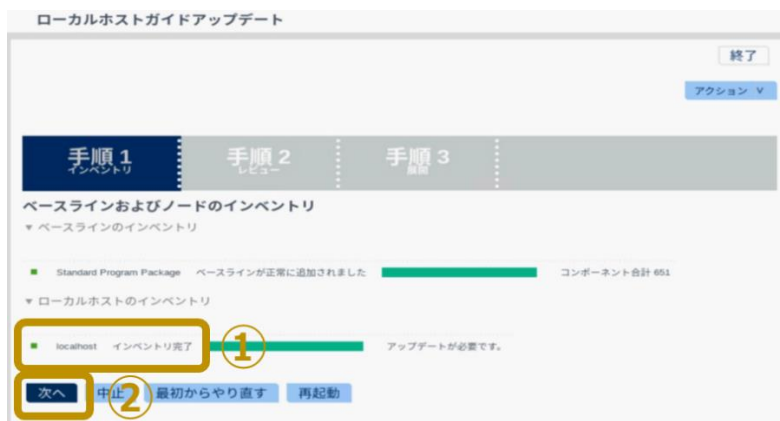 ローカルホストガイドアップデート
終了
アクション ∨
手順 1 手順 2 手順 3
インベントリ レビュー 展開
ベースラインおよびノードのインベントリ
▼ ベースラインのインベントリ
Standard Program Package ベースラインが正常に追加されました コンポーネント合計 651
▼ ローカルホストのインベントリ
localhost インベントリ完了 ① アップデートが必要です。
次へ ② 中止 最初からやり直す 再起動